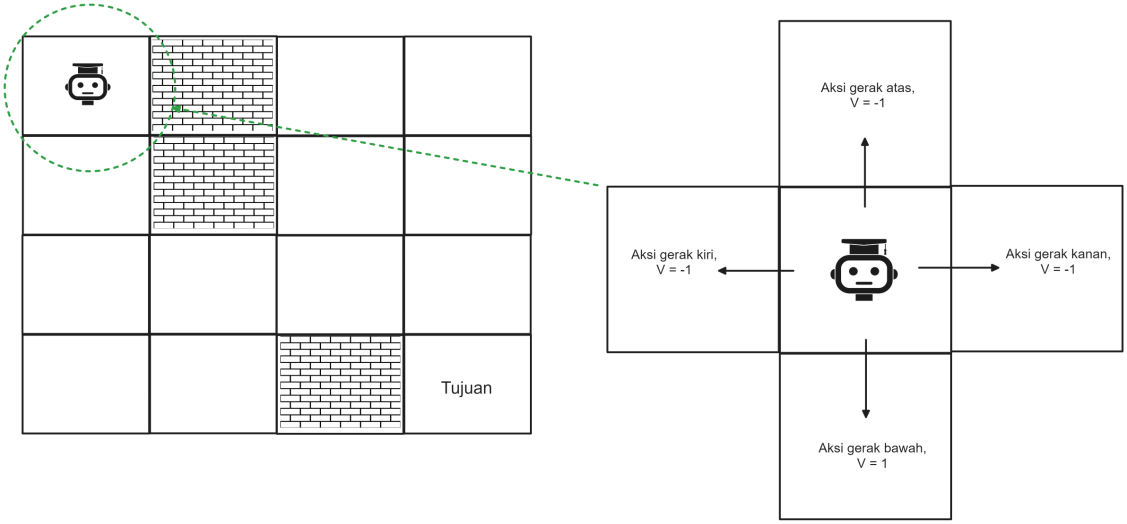 Aksi gerak atas,
V = -1
Aksi gerak kiri,
V = -1
Aksi gerak kanan,
V = -1
Tujuan
Aksi gerak bawah,
V = 1